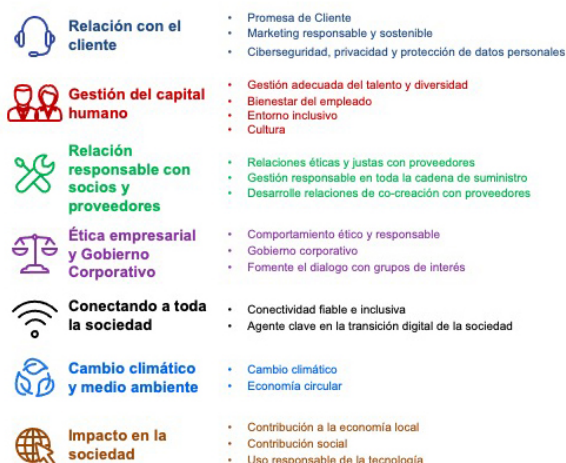 Relación con el
cliente
• Promesa de Cliente
• Marketing responsable y sostenible
• Ciberseguridad, privacidad y protección de datos personales
Gestión del capital
humano
• Gestión adecuada del talento y diversidad
• Bienestar del empleado
• Entorno inclusivo
• Cultura
Relación
responsable con
socios y
proveedores
• Relaciones éticas y justas con proveedores
• Gestión responsable en toda la cadena de suministro
• Desarrolle relaciones de co-creación con proveedores
Ética empresarial
y Gobierno
Corporativo
• Comportamiento ético y responsable
• Gobierno corporativo
• Fomente el dialogo con grupos de interés
Conectando a toda
la sociedad
• Conectividad fiable e inclusiva
• Agente clave en la transición digital de la sociedad
Cambio climático
y medio ambiente
• Cambio climático
• Economía circular
Impacto en la
sociedad
• Contribución a la economía local
• Contribución social
• Uso responsable de la tecnología